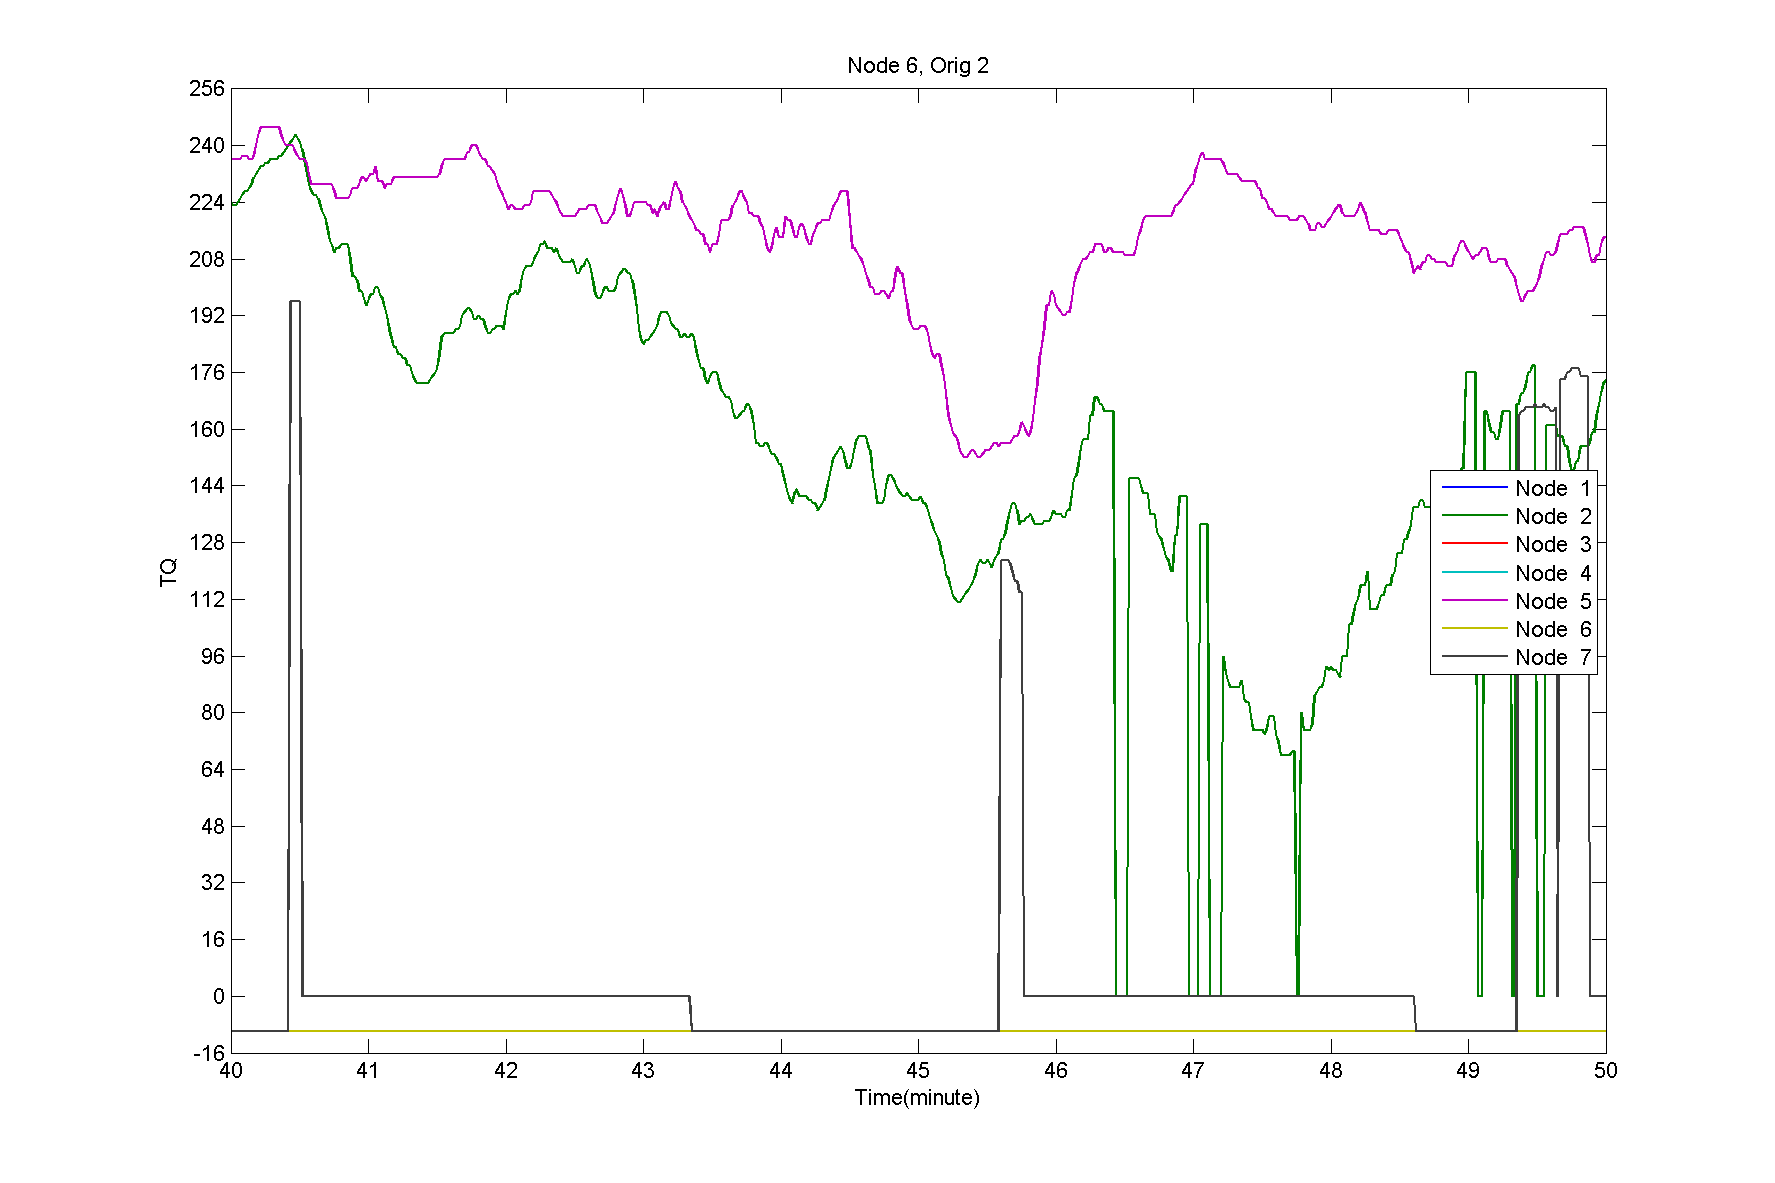 Node 6, Orig 2
256
240
224
208
192
176
160
144
128
112
96
80
64
48
32
16
0
-16
TQ
Node 1
Node 2
Node 3
Node 4
Node 5
Node 6
Node 7
40 41 42 43 44 45 46 47 48 49 50
Time(minute)